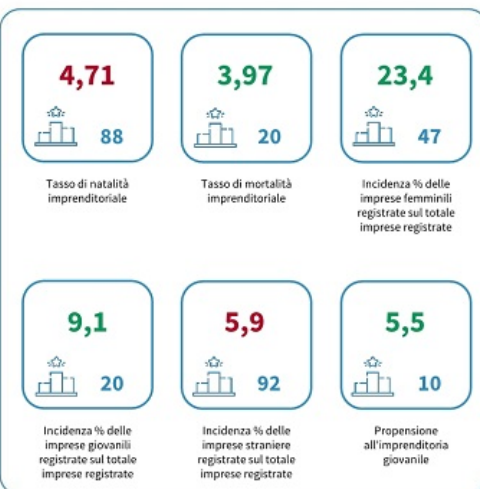 4,71
88
Tasso di natalità
imprenditoriale
3,97
20
Tasso di mortalità
imprenditoriale
23,4
47
Incidenza % delle
imprese femminili
registrate sul totale
imprese registrate
9,1
20
Incidenza % delle
imprese giovanili
registrate sul totale
imprese registrate
5,9
92
Incidenza % delle
imprese straniere
registrate sul totale
imprese registrate
5,5
10
Propensione
all'imprenditoria
giovanile